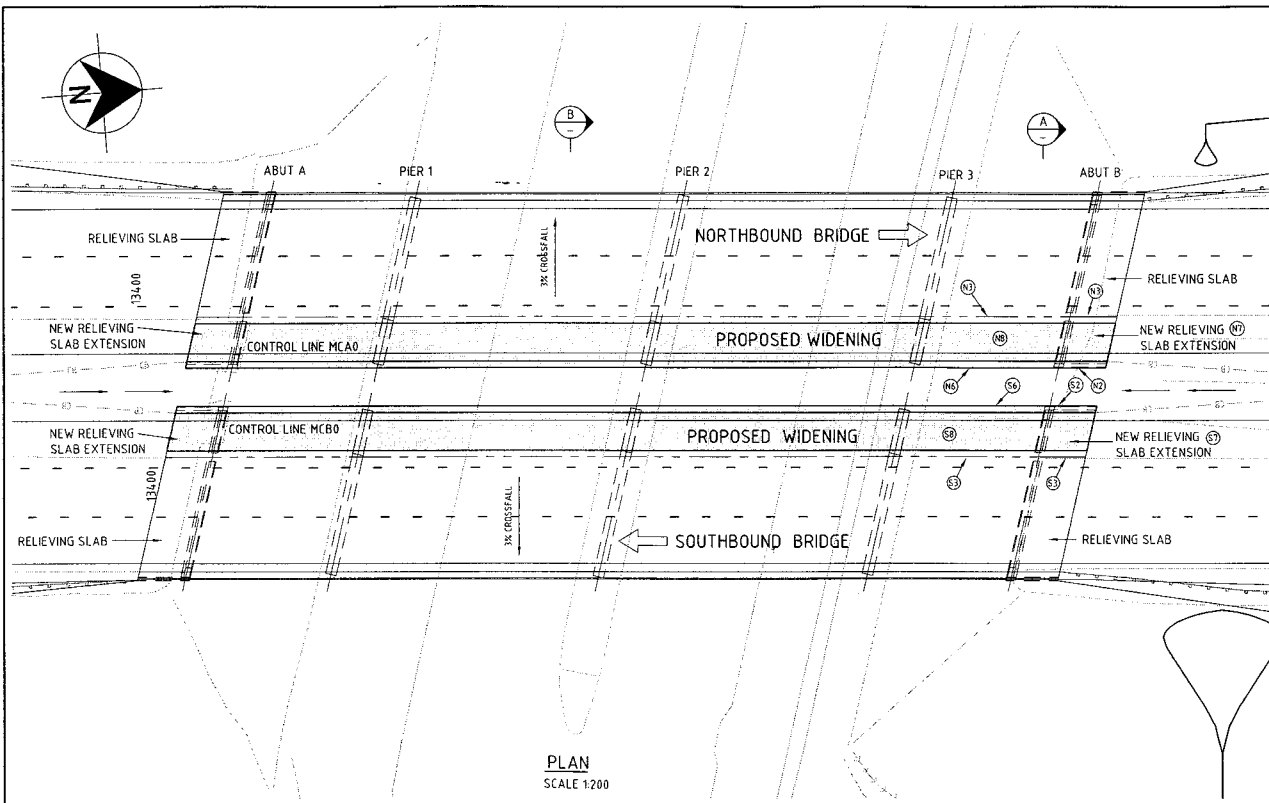 N
B
–
A
–
ABUT A
PIER 1
PIER 2
PIER 3
ABUT B
RELIEVING SLAB
3% CROSSFALL
NORTHBOUND BRIDGE
13400
RELIEVING SLAB
N3
N3
NEW RELIEVING
SLAB EXTENSION
CONTROL LINE MCA0
PROPOSED WIDENING
N8
NEW RELIEVING N7
SLAB EXTENSION
N6
S6
S2
N2
NEW RELIEVING
SLAB EXTENSION
CONTROL LINE MCB0
PROPOSED WIDENING
S8
NEW RELIEVING S7
SLAB EXTENSION
13400
S3
S3
RELIEVING SLAB
3% CROSSFALL
SOUTHBOUND BRIDGE
RELIEVING SLAB
PLAN
SCALE 1:200